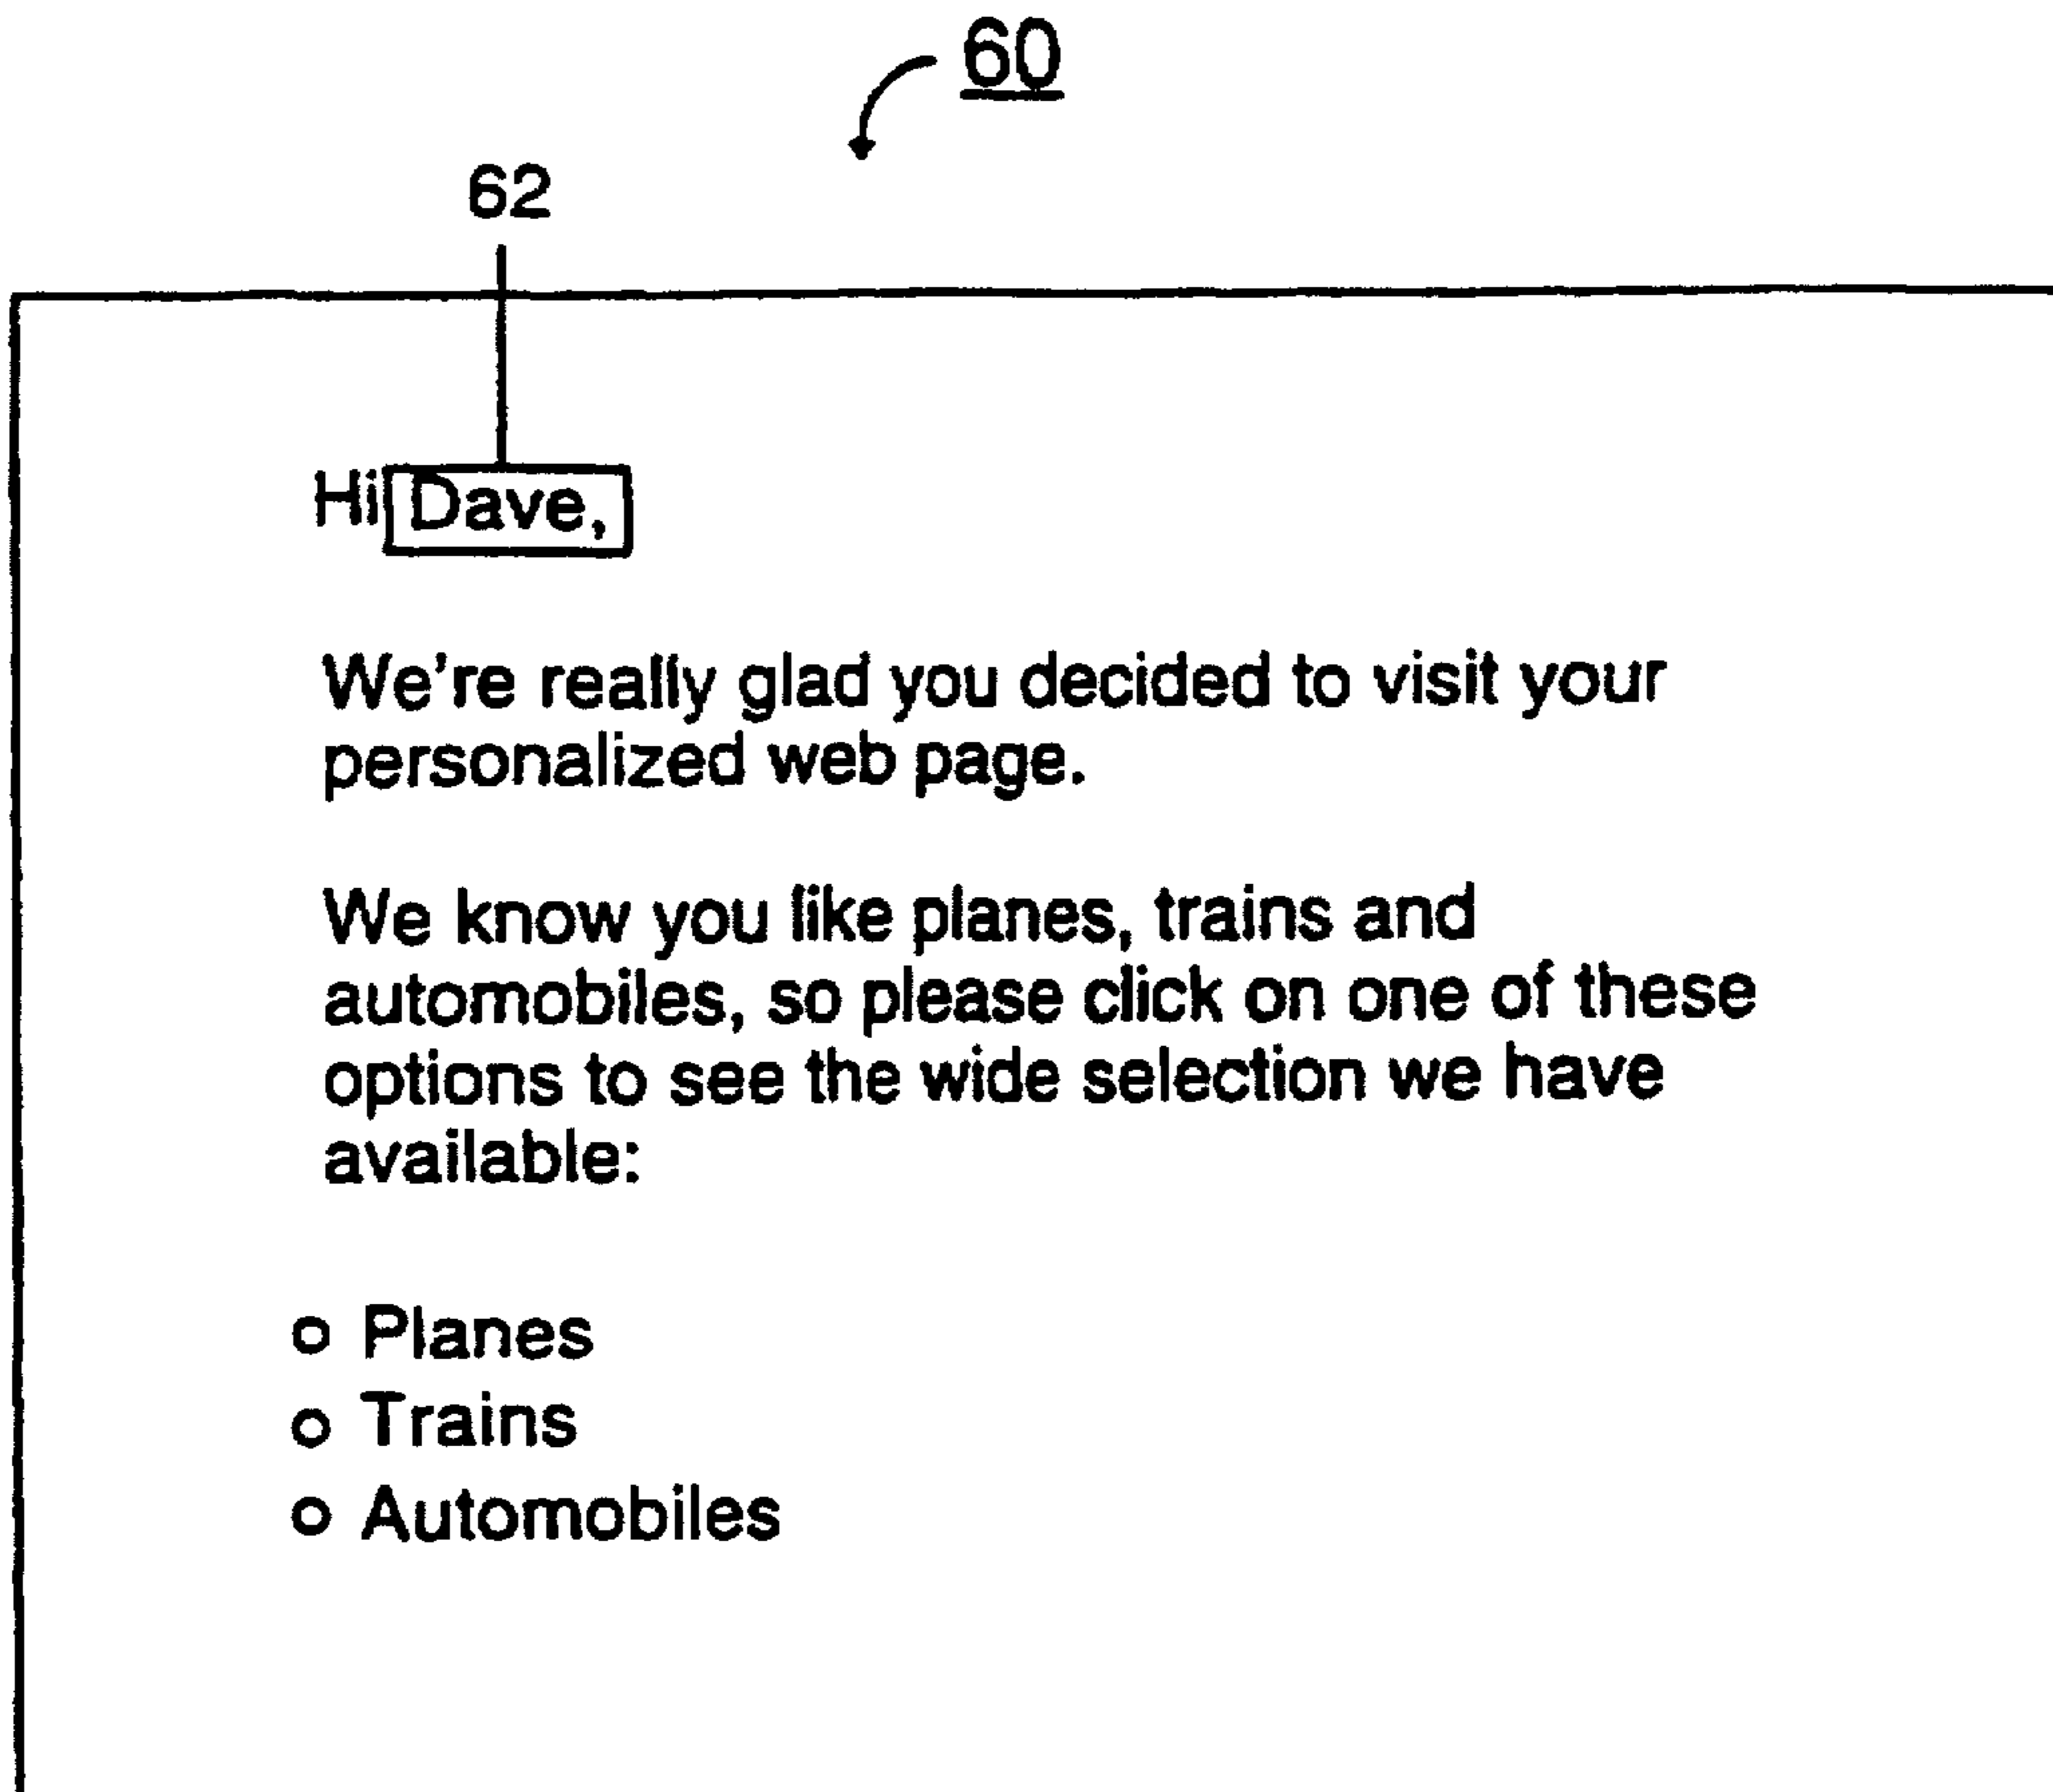 60
62
Hi Dave,
We're really glad you decided to visit your
personalized web page.
We know you like planes, trains and
automobiles, so please click on one of these
options to see the wide selection we have
available:
o Planes
o Trains
o Automobiles